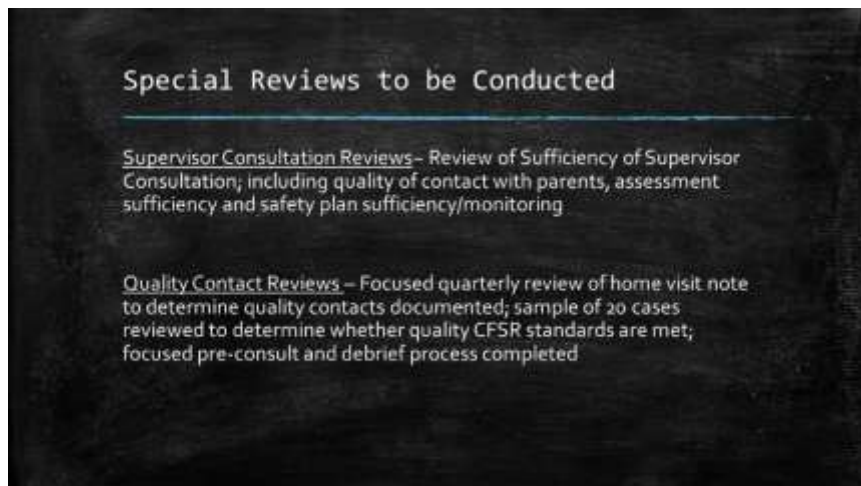 Special Reviews to be Conducted
Supervisor Consultation Reviews– Review of Sufficiency of Supervisor
Consultation; including quality of contact with parents, assessment
sufficiency and safety plan sufficiency/monitoring
Quality Contact Reviews – Focused quarterly review of home visit note
to determine quality contacts documented; sample of 20 cases
reviewed to determine whether quality CFSR standards are met;
focused pre-consult and debrief process completed